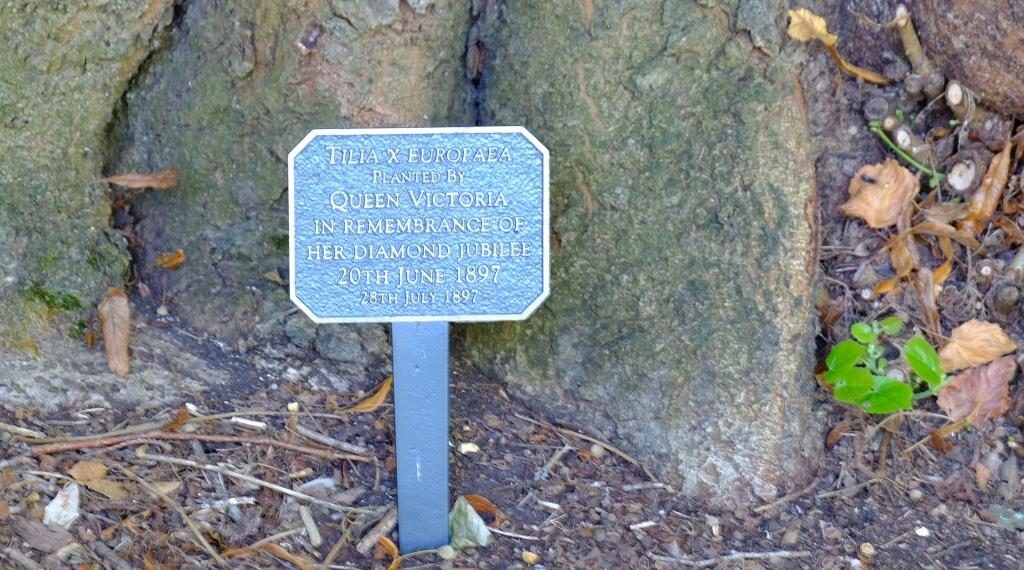 TILIA X EUROPAEA
PLANTED BY
QUEEN VICTORIA
IN REMEMBRANCE OF
HER DIAMOND JUBILEE
20TH JUNE 1897
28TH JULY 1897